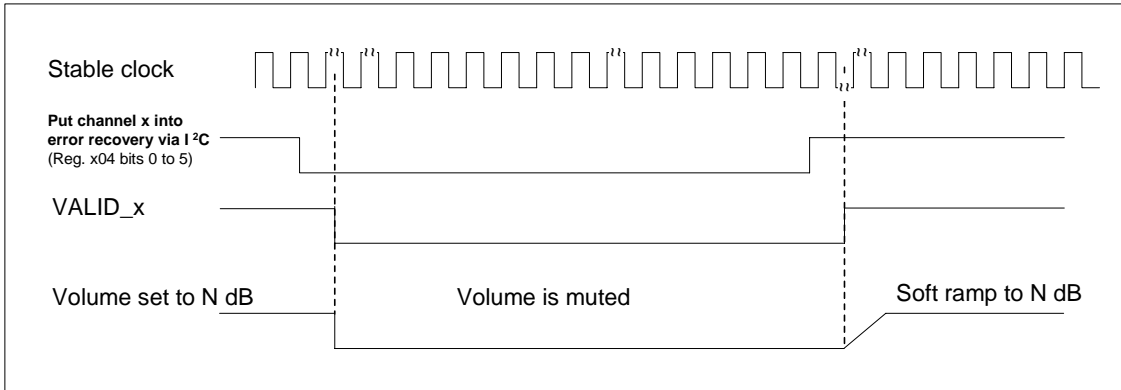 Stable clock
Put channel x into
error recovery via I²C
(Reg. x04 bits 0 to 5)
VALID_x
Volume set to N dB
Volume is muted
Soft ramp to N dB